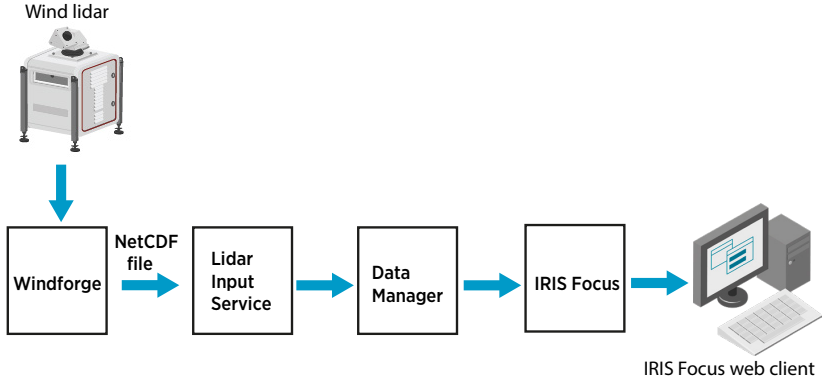 Wind lidar
Windforge
NetCDF
file
Lidar
Input
Service
Data
Manager
IRIS Focus
IRIS Focus web client